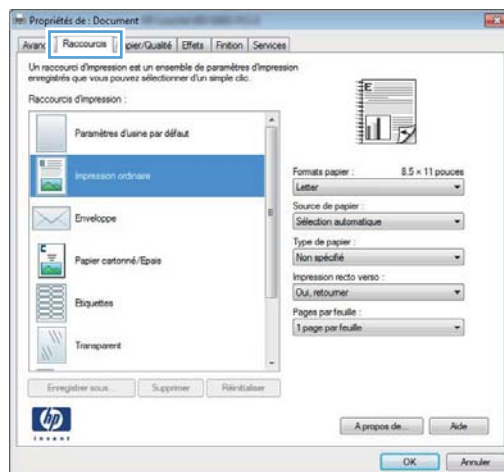 Propriétés de : Document
Raccourcis
pier/Qualité
Effets
Finition
Services
Un raccourci d'impression est un ensemble de paramètres d'impression
enregistrés que vous pouvez sélectionner d'un simple clic.
Raccourcis d'impression :
Paramètres d'usine par défaut
Impression ordinaire
Enveloppe
Papier cartonné/Epais
Etiquettes
Transparent
Formats papier : 8.5 × 11 pouces
Letter
Source de papier :
Sélection automatique
Type de papier :
Non spécifié
Impression recto verso :
Oui, retourner
Pages par feuille :
1 page par feuille
Enregistrer sous...
Supprimer
Réinitialiser
hp
invent
A propos de...
Aide
OK
Annuler